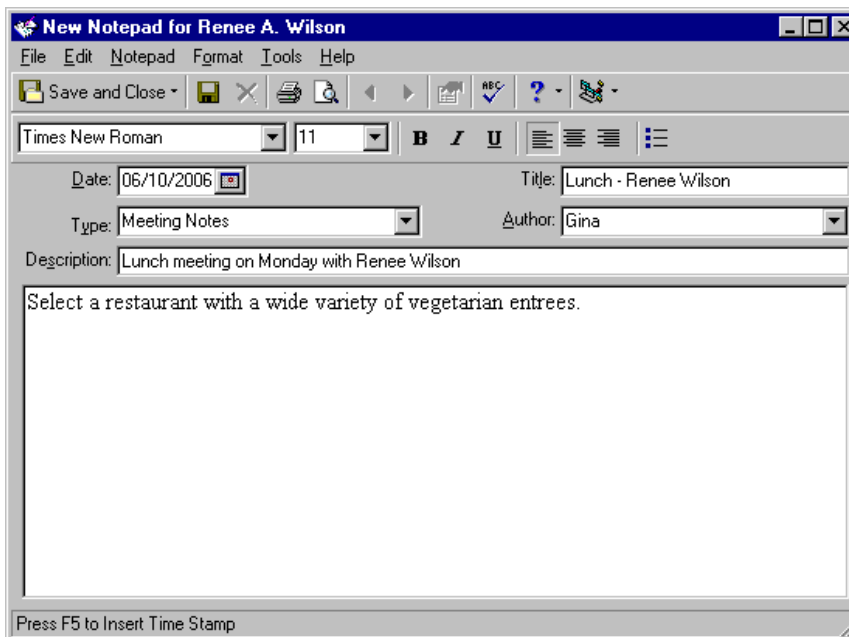 New Notepad for Renee A. Wilson
File Edit Notepad Format Tools Help
Save and Close ABC ?
Times New Roman 11 B I U
Date: 06/10/2006 Title: Lunch - Renee Wilson
Type: Meeting Notes Author: Gina
Description: Lunch meeting on Monday with Renee Wilson
Select a restaurant with a wide variety of vegetarian entrees.
Press F5 to Insert Time Stamp